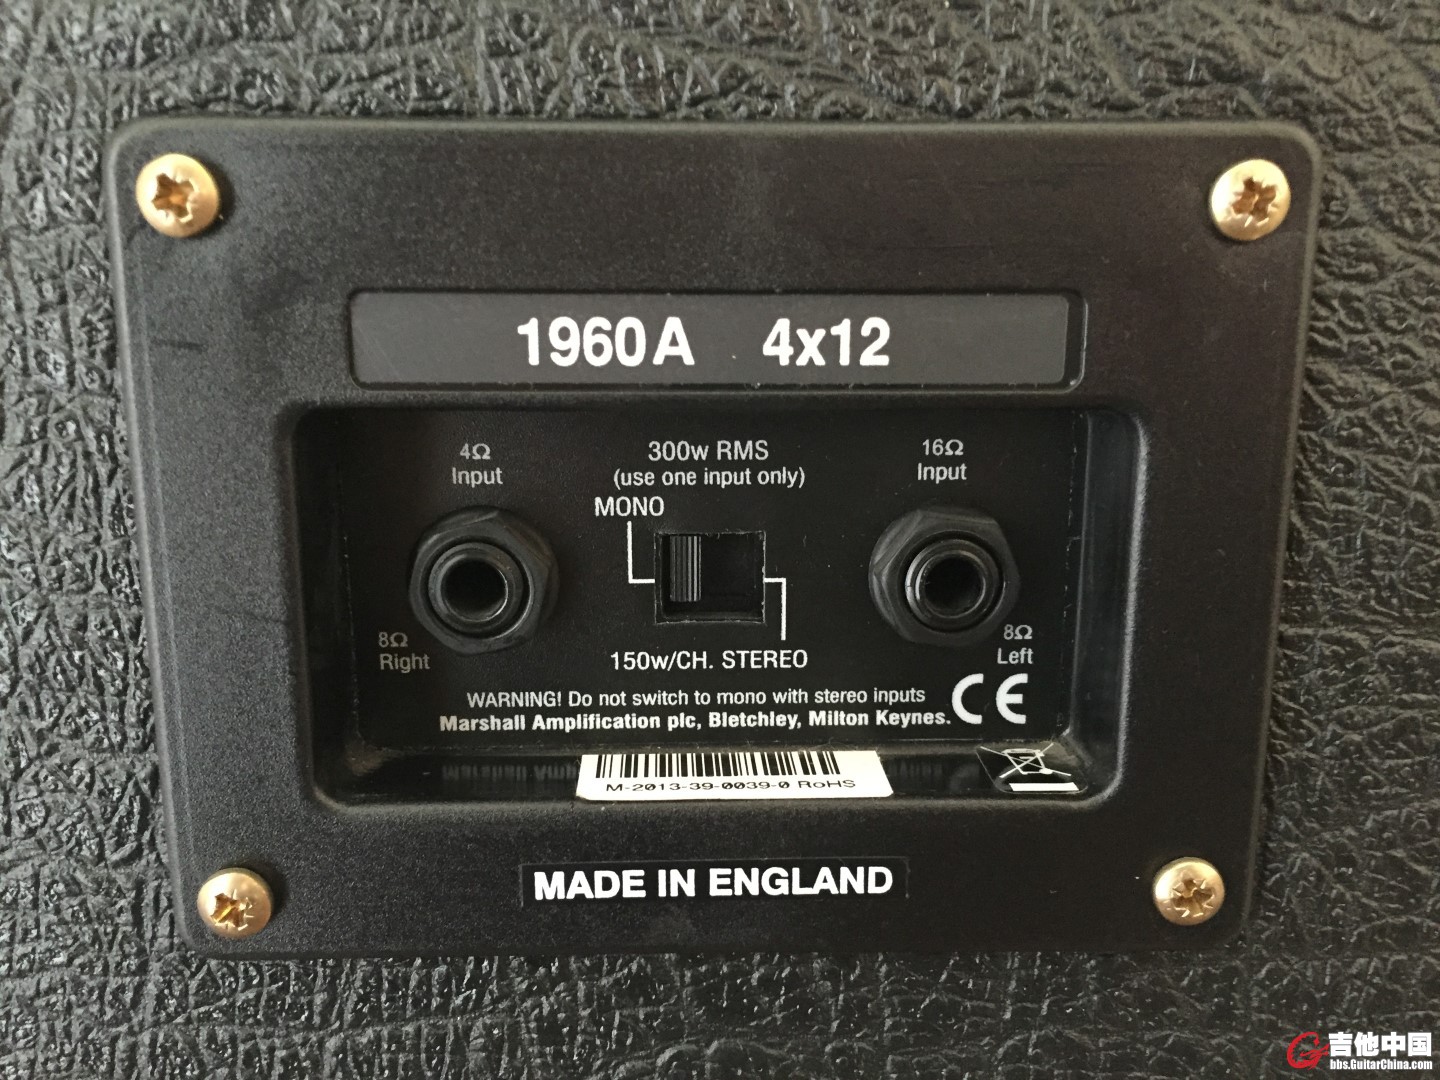 1960A 4x12
4Ω
Input
300w RMS
(use one input only)
MONO
16Ω
Input
8Ω
Right
150w/CH. STEREO
8Ω
Left
WARNING! Do not switch to mono with stereo inputs
Marshall Amplification plc, Bletchley, Milton Keynes.
CE
M-2013-39-0039-0 RoHS
MADE IN ENGLAND
吉他中国
bbs.GuitarChina.com